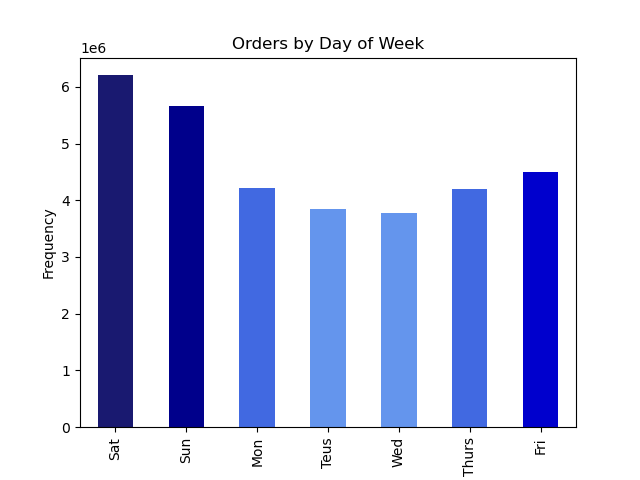 Orders by Day of Week
1e6
6
5
4
3
2
1
0
Frequency
Sat
Sun
Mon
Teus
Wed
Thurs
Fri